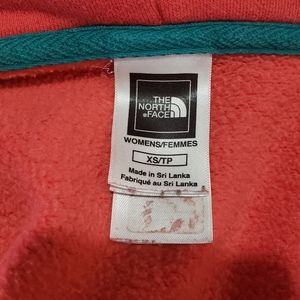 THE
NORTH
FACE
WOMENS/FEMMES
XS/TP
Made in Sri Lanka
Fabriqué au Sri Lanka